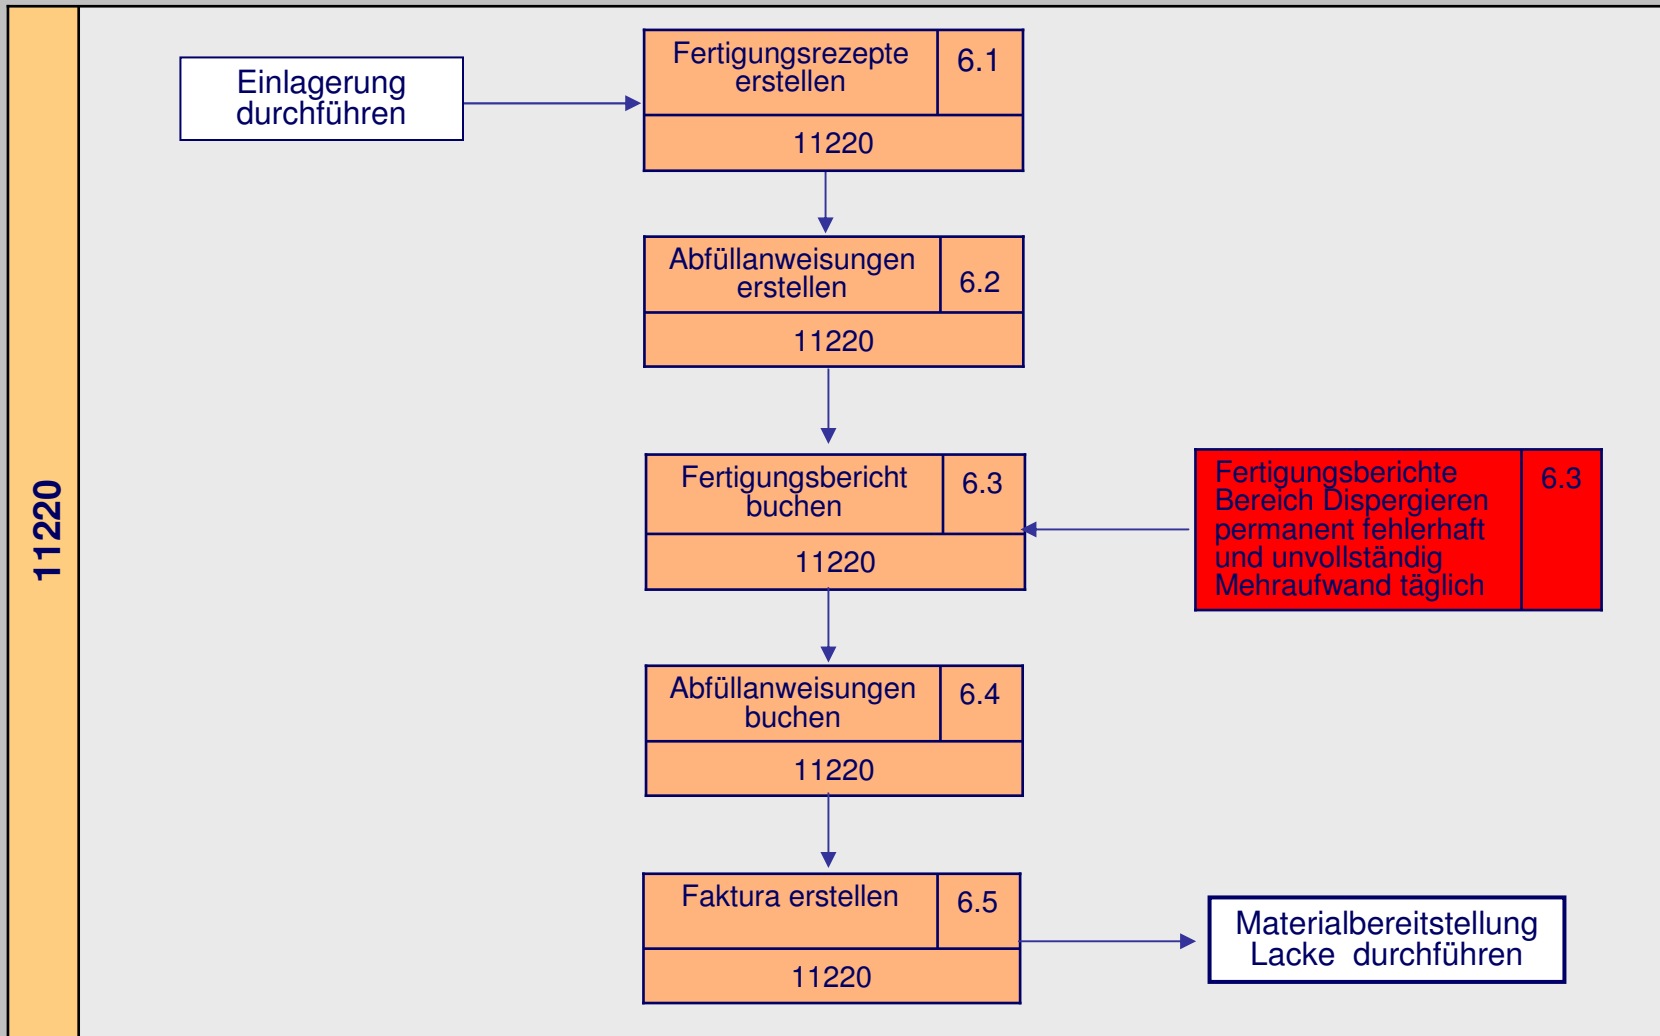 11220
Einlagerung
durchführen
Fertigungsrezepte
erstellen
6.1
11220
Abfüllanweisungen
erstellen
6.2
11220
Fertigungsbericht
buchen
6.3
11220
Fertigungsberichte
Bereich Dispergieren
permanent fehlerhaft
und unvollständig
Mehraufwand täglich
6.3
Abfüllanweisungen
buchen
6.4
11220
Faktura erstellen
6.5
11220
Materialbereitstellung
Lacke durchführen